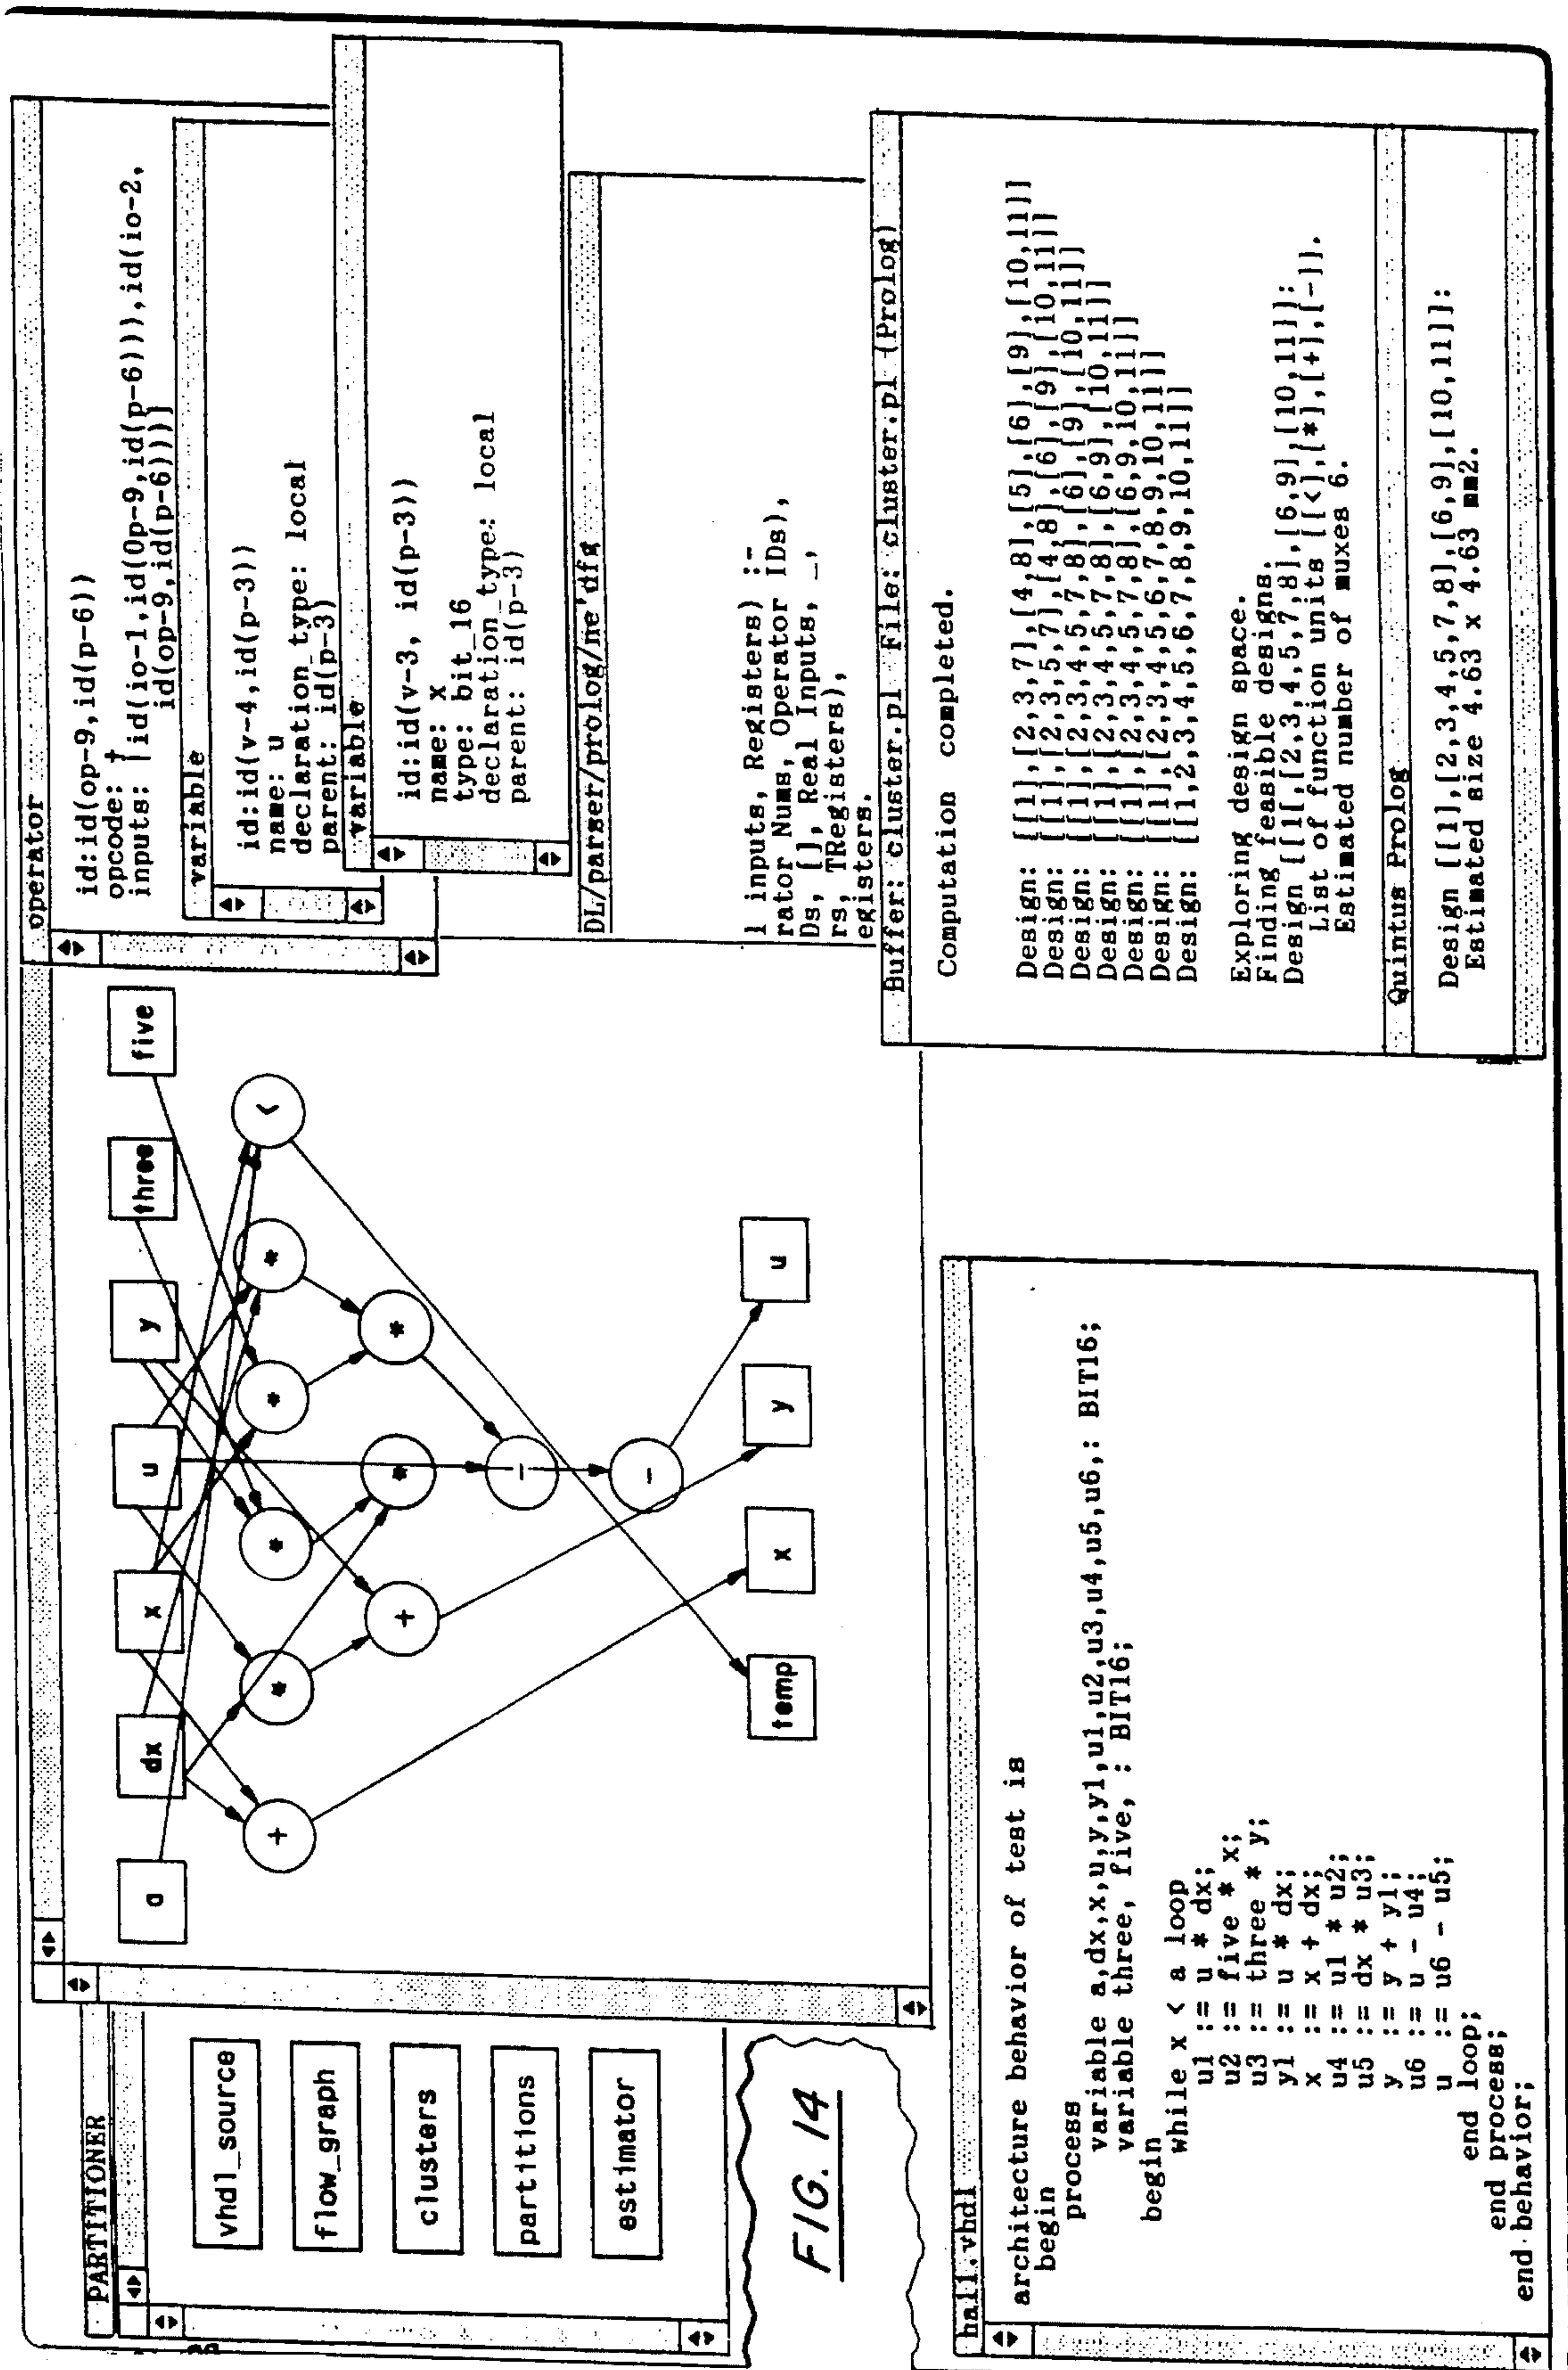 PARTITIONER
vhdl_source
flow_graph
clusters
partitions
estimator
FIG. 14
a
dx
x
u
y
three
five
+
*
*
*
*
<
+
*
*
-
-
temp
x
y
u
operator
id:id(op-9,id(p-6))
opcode: +
inputs: [id(io-1,id(Op-9,id(p-6))),id(io-2,
id(op-9,id(p-6)))]
variable
id:id(v-4,id(p-3))
name: u
declaration_type: local
parent: id(p-3)
variable
id:id(v-3, id(p-3))
name: x
type: bit_16
declaration_type: local
parent: id(p-3)
DL/parser/prolog/ne'dfg
l inputs, Registers) :-
rator Nums, Operator IDs),
Ds, [], Real Inputs, _,
rs, TRegisters),
egisters.
hall.vhdl
architecture behavior of test is
begin
process
variable a,dx,x,u,y,y1,u1,u2,u3,u4,u5,u6,: BIT16;
variable three, five, : BIT16;
begin
while x < a loop
u1 := u * dx;
u2 := five * x;
u3 := three * y;
y1 := u * dx;
x := x + dx;
u4 := u1 * u2;
u5 := dx * u3;
y := y + y1;
u6 := u - u4;
u := u6 - u5;
end loop;
end process;
end behavior;
Buffer: cluster.pl File: cluster.pl (Prolog)
Computation completed.
Design: [[1],[2,3,7],[4,8],[5],[6],[9],[10,11]]
Design: [[1],[2,3,5,7],[4,8],[6],[9],[10,11]]
Design: [[1],[2,3,4,5,7,8],[6],[9],[10,11]]
Design: [[1],[2,3,4,5,7,8],[6,9],[10,11]]
Design: [[1],[2,3,4,5,7,8],[6,9,10,11]]
Design: [[1],[2,3,4,5,6,7,8,9,10,11]]
Design: [[1,2,3,4,5,6,7,8,9,10,11]]
Exploring design space.
Finding feasible designs.
Design [[1[,[2,3,4,5,7,8],[6,9],[10,11]]:
List of function units [[<],[*],[+],[-]].
Estimated number of muxes 6.
Quintus Prolog
Design [[1],[2,3,4,5,7,8],[6,9],[10,11]]:
Estimated size 4.63 x 4.63 mm2.